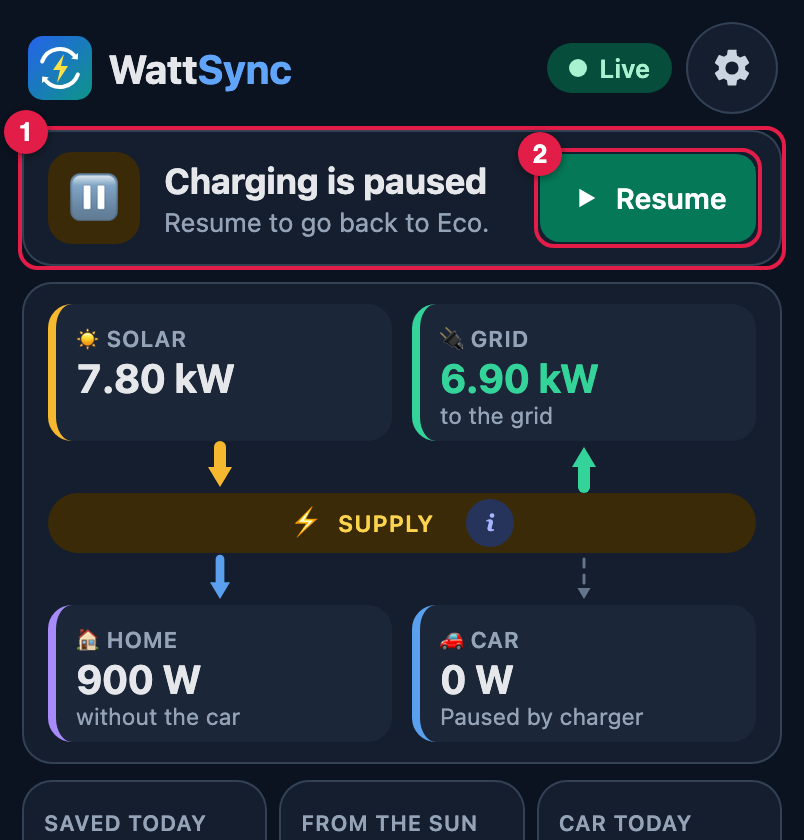 WattSync
Live
1
2
Charging is paused
Resume to go back to Eco.
Resume
SOLAR
7.80 kW
GRID
6.90 kW
to the grid
SUPPLY
i
HOME
900 W
without the car
CAR
0 W
Paused by charger
SAVED TODAY
FROM THE SUN
CAR TODAY